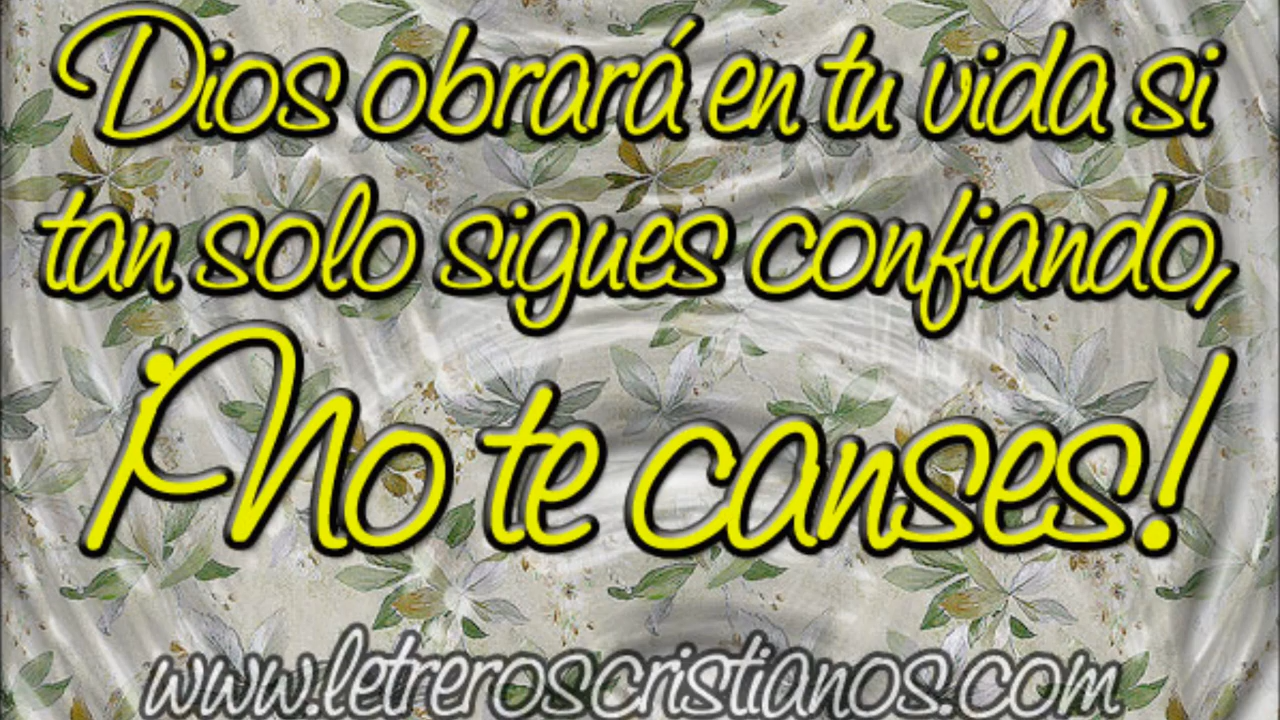 Dios obrará en tu vida si
tan solo sigues confiando,
¡No te canses!
www.letreroscristianos.com